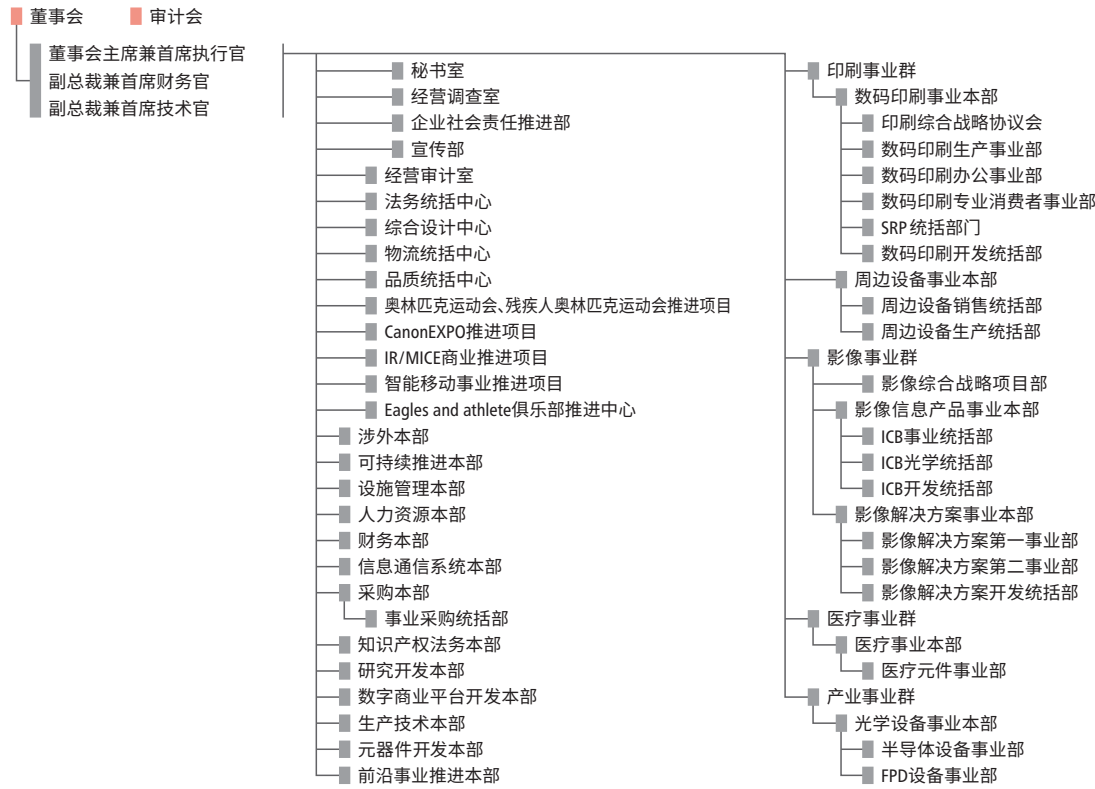 董事会
审计会
董事会主席兼首席执行官
副总裁兼首席财务官
副总裁兼首席技术官
秘书室
经营调查室
企业社会责任推进部
宣传部
经营审计室
法务统括中心
综合设计中心
物流统括中心
品质统括中心
奥林匹克运动会、残疾人奥林匹克运动会推进项目
CanonEXPO推进项目
IR/MICE商业推进项目
智能移动事业推进项目
Eagles and athlete俱乐部推进中心
涉外本部
可持续推进本部
设施管理本部
人力资源本部
财务本部
信息通信系统本部
采购本部
事业采购统括部
知识产权法务本部
研究开发本部
数字商业平台开发本部
生产技术本部
元器件开发本部
前沿事业推进本部
印刷事业群
数码印刷事业本部
印刷综合战略协议会
数码印刷生产事业部
数码印刷办公事业部
数码印刷专业消费者事业部
SRP统括部门
数码印刷开发统括部
周边设备事业本部
周边设备销售统括部
周边设备生产统括部
影像事业群
影像综合战略项目部
影像信息产品事业本部
ICB事业统括部
ICB光学统括部
ICB开发统括部
影像解决方案事业本部
影像解决方案第一事业部
影像解决方案第二事业部
影像解决方案开发统括部
医疗事业群
医疗事业本部
医疗元件事业部
产业事业群
光学设备事业本部
半导体设备事业部
FPD设备事业部